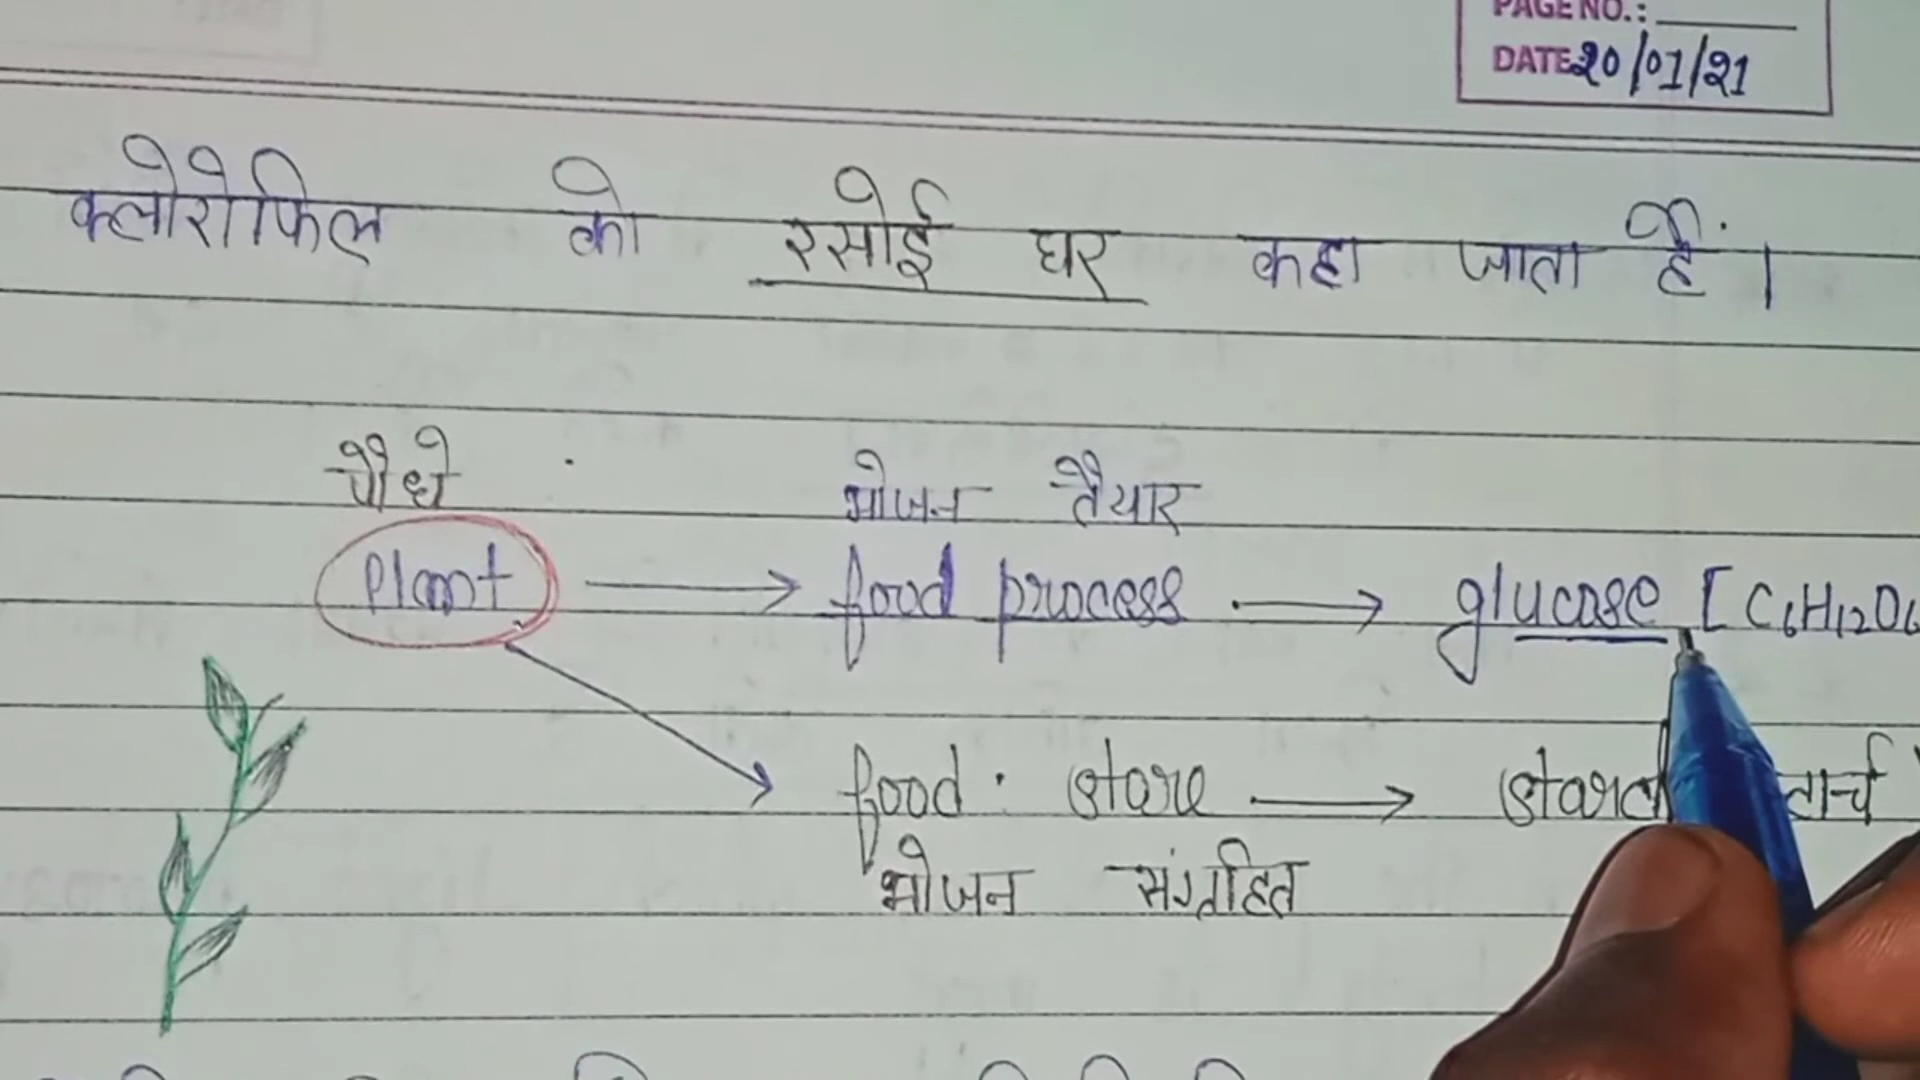 PAGE NO.:
DATE 20/01/21
क्लोरोफिल को रसोई घर कहा जाता हैं।
पौधे भोजन तैयार
Plant → food process → glucose [C₆H₁₂O₆
food store →
भोजन संग्रहित